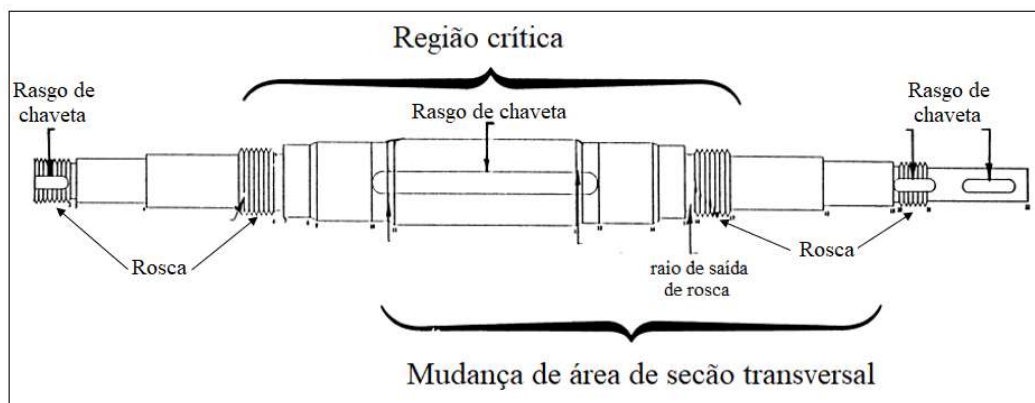 Região crítica
Rasgo de
chaveta
Rasgo de chaveta
Rasgo de
chaveta
Rosca
raio de saída
de rosca
Rosca
Mudança de área de secão transversal